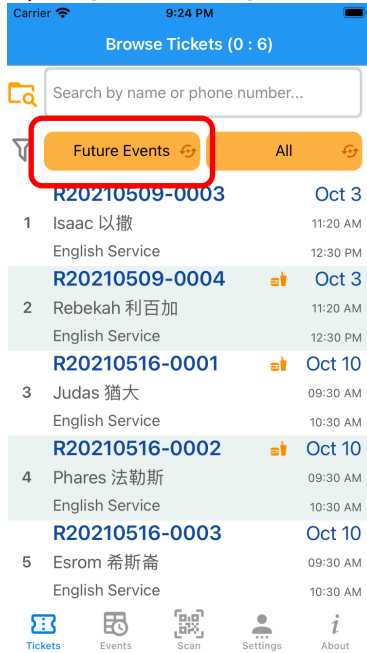 Carrier 9:24 PM
Browse Tickets (0 : 6)
Search by name or phone number...
Future Events All
R20210509-0003 Oct 3
1 Isaac 以撒 11:20 AM
English Service 12:30 PM
R20210509-0004 Oct 3
2 Rebekah 利百加 11:20 AM
English Service 12:30 PM
R20210516-0001 Oct 10
3 Judas 猶大 09:30 AM
English Service 10:30 AM
R20210516-0002 Oct 10
4 Phares 法勒斯 09:30 AM
English Service 10:30 AM
R20210516-0003 Oct 10
5 Esrom 希斯崙 09:30 AM
English Service 10:30 AM
Tickets Events Scan Settings About